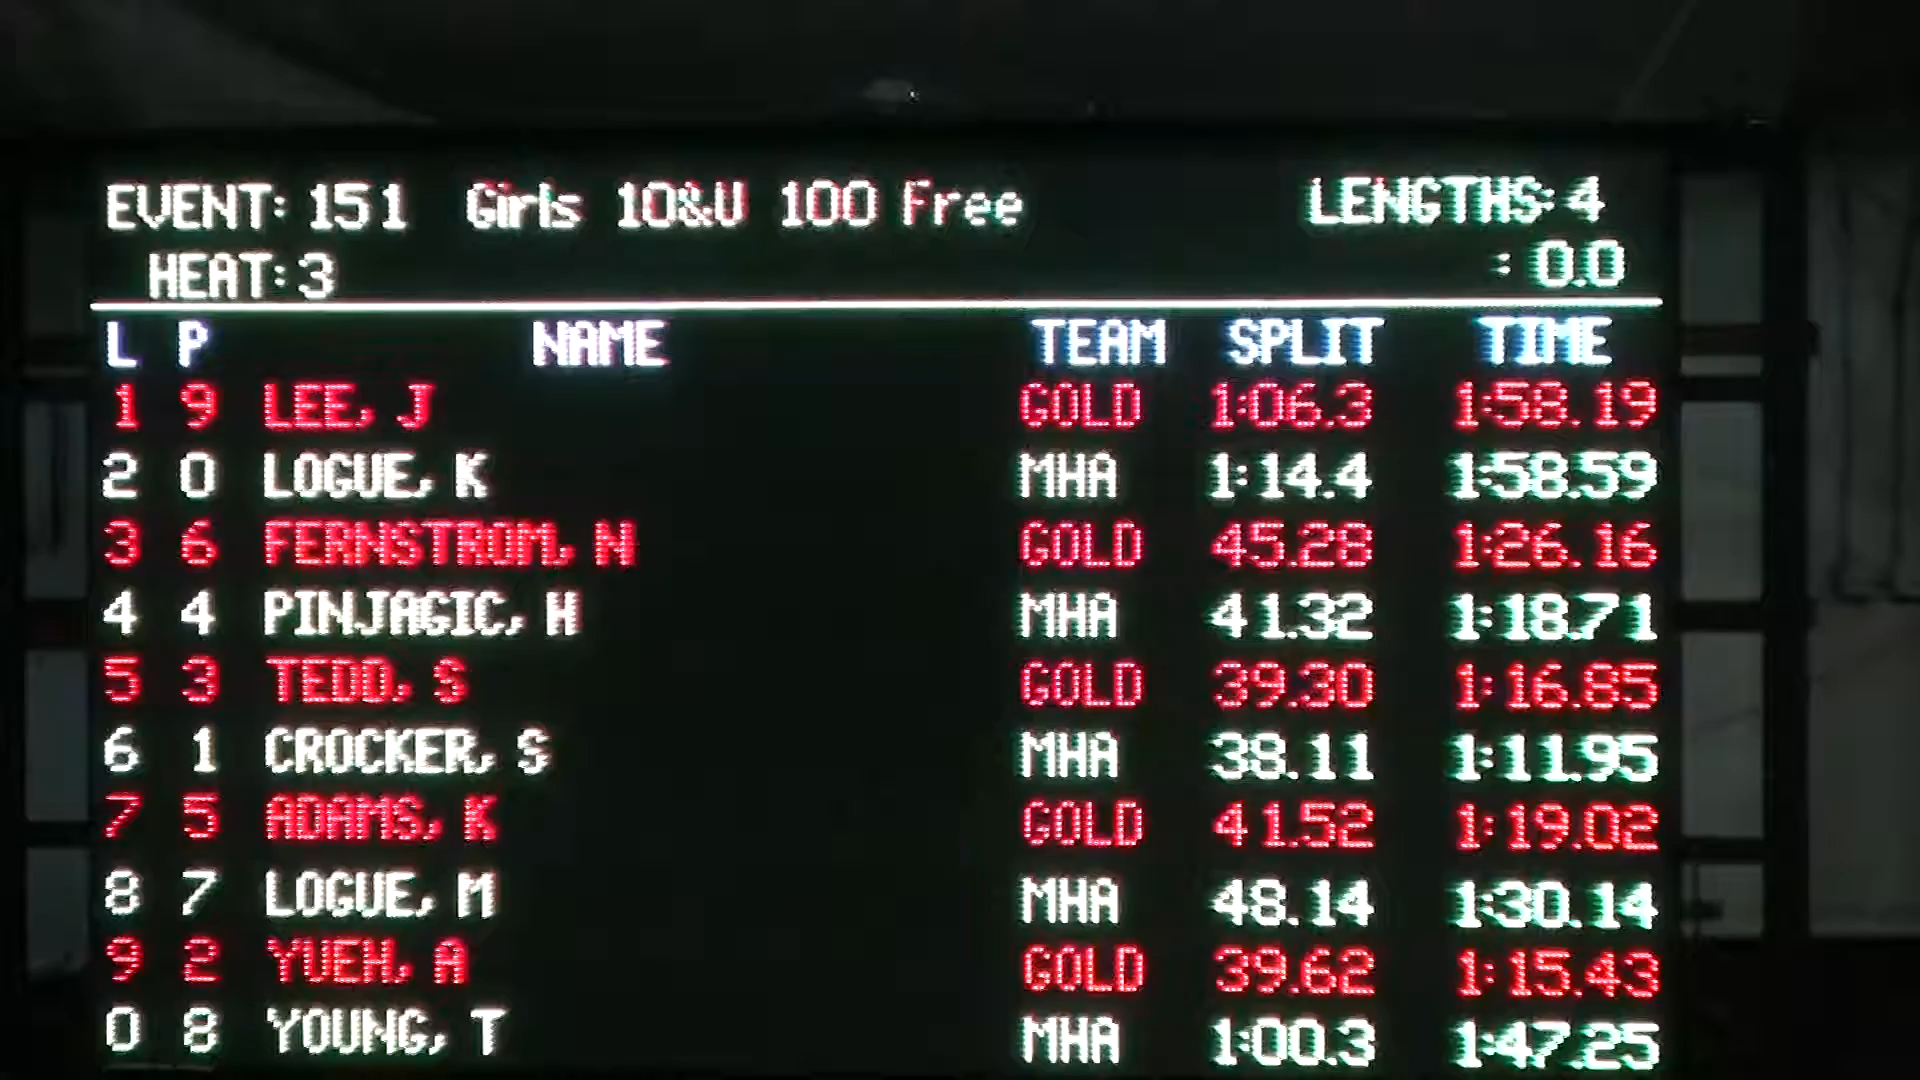 EVENT: 151 Girls 10&U 100 Free LENGTHS: 4
HEAT: 3 : 0.0
L P NAME TEAM SPLIT TIME
1 9 LEE, J GOLD 1:06.3 1:58.19
2 0 LOGUE, K MHA 1:14.4 1:58.59
3 6 FERNSTROM, N GOLD 45.28 1:26.16
4 4 PINJAGIC, H MHA 41.32 1:18.71
5 3 TEDD, S GOLD 39.30 1:16.85
6 1 CROCKER, S MHA 38.11 1:11.95
7 5 ADAMS, K GOLD 41.52 1:19.02
8 7 LOGUE, M MHA 48.14 1:30.14
9 2 YUEH, A GOLD 39.62 1:15.43
0 8 YOUNG, T MHA 1:00.3 1:47.25